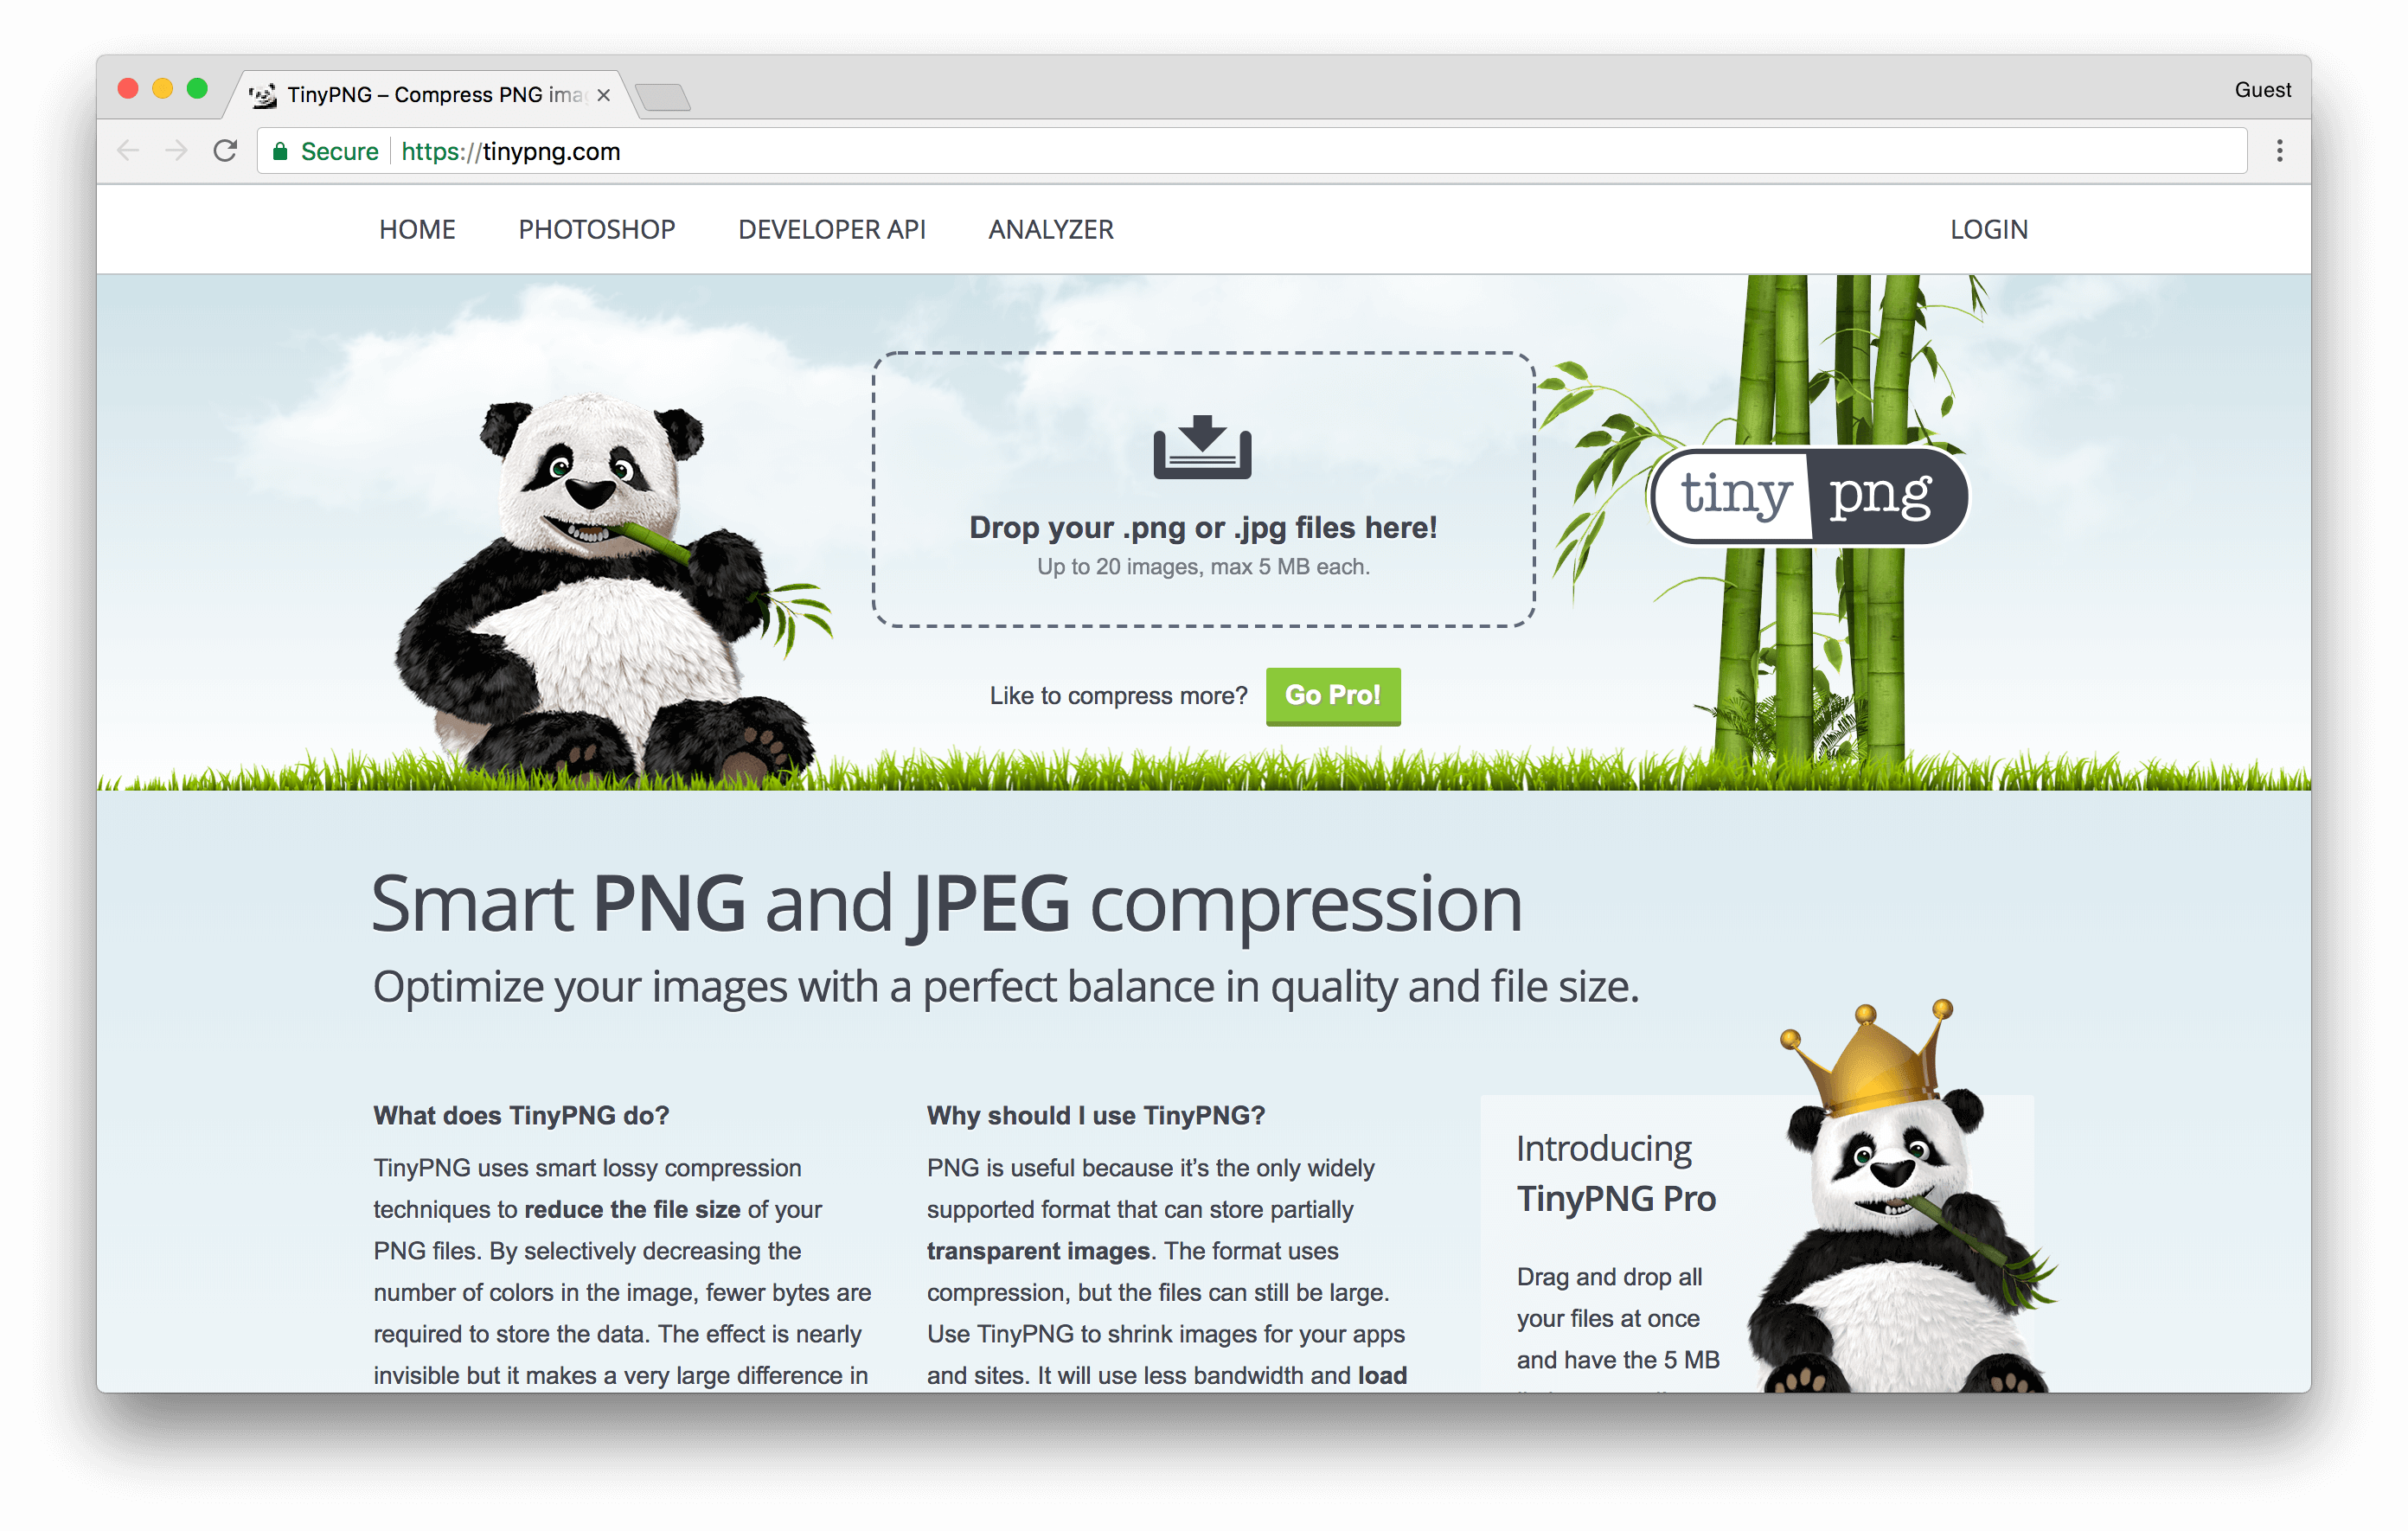 TinyPNG – Compress PNG ima
Guest
Secure
https://tinypng.com
HOME
PHOTOSHOP
DEVELOPER API
ANALYZER
LOGIN
Drop your .png or .jpg files here!
Up to 20 images, max 5 MB each.
tiny png
Like to compress more?
Go Pro!
Smart PNG and JPEG compression
Optimize your images with a perfect balance in quality and file size.
What does TinyPNG do?
TinyPNG uses smart lossy compression
techniques to reduce the file size of your
PNG files. By selectively decreasing the
number of colors in the image, fewer bytes are
required to store the data. The effect is nearly
invisible but it makes a very large difference in
Why should I use TinyPNG?
PNG is useful because it’s the only widely
supported format that can store partially
transparent images. The format uses
compression, but the files can still be large.
Use TinyPNG to shrink images for your apps
and sites. It will use less bandwidth and load
Introducing
TinyPNG Pro
Drag and drop all
your files at once
and have the 5 MB